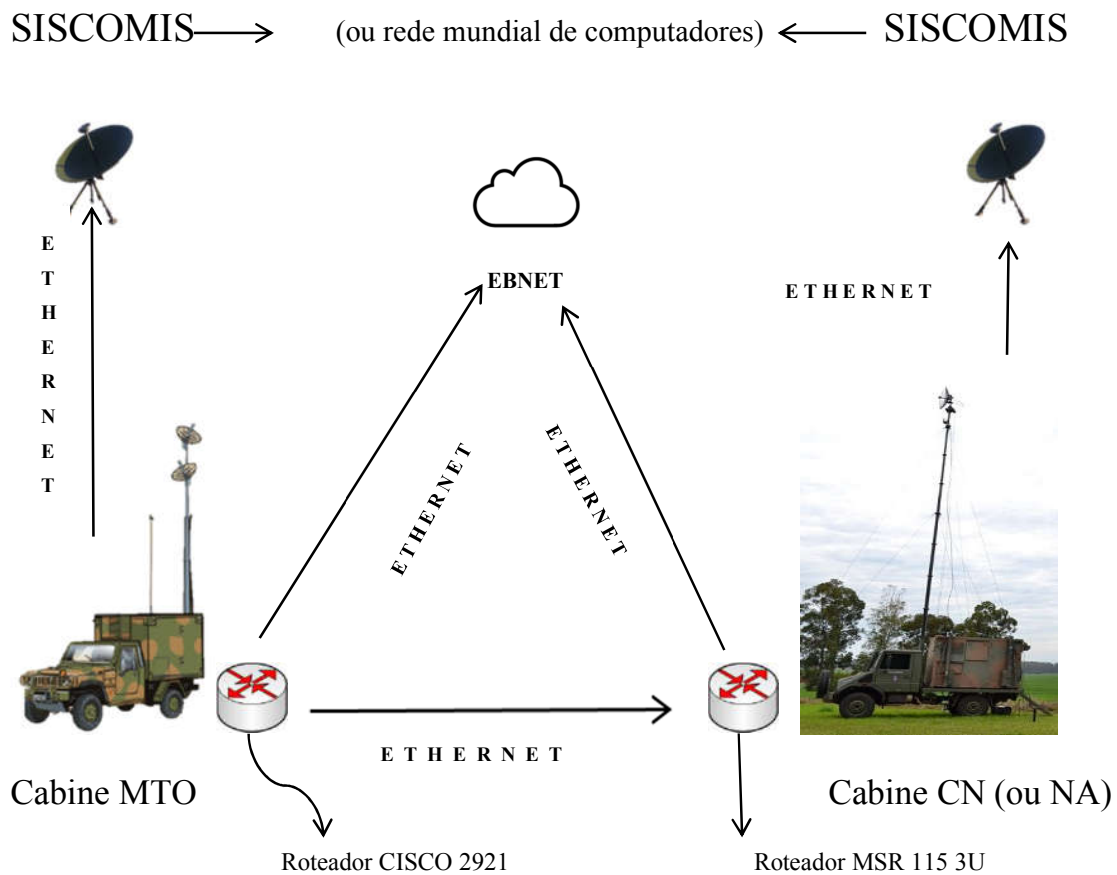 SISCOMIS
(ou rede mundial de computadores)
SISCOMIS
EBNET
E T H E R N E T
E T H E R N E T
E T H E R N E T
E T H E R N E T
E T H E R N E T
Cabine MTO
Cabine CN (ou NA)
Roteador CISCO 2921
Roteador MSR 115 3U